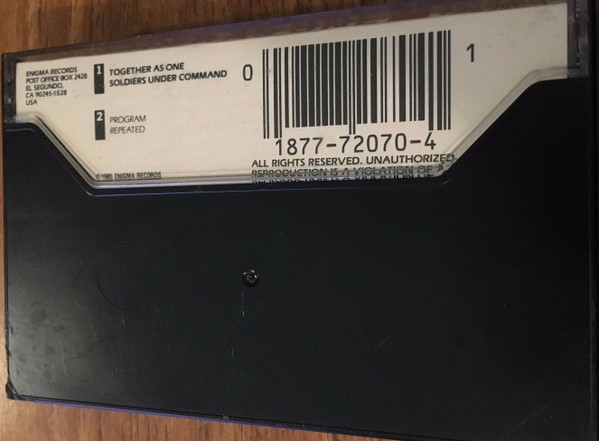 ENIGMA RECORDS
POST OFFICE BOX 2428
EL SEGUNDO,
CA 90245-1528
USA
1 TOGETHER AS ONE
SOLDIERS UNDER COMMAND
2 PROGRAM
REPEATED
©1985 ENIGMA RECORDS
0 1
1877-72070-4
ALL RIGHTS RESERVED. UNAUTHORIZED
REPRODUCTION IS A VIOLATION OF